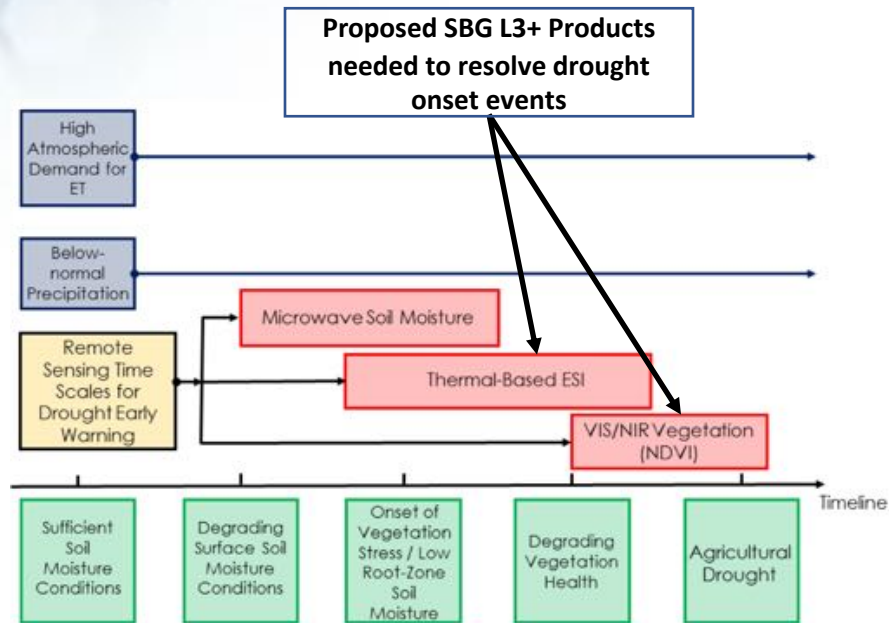 Proposed SBG L3+ Products
needed to resolve drought
onset events
High
Atmospheric
Demand for
ET
Below-
normal
Precipitation
Microwave Soil Moisture
Remote
Sensing Time
Scales for
Drought Early
Warning
Thermal-Based ESI
VIS/NIR Vegetation
(NDVI)
Timeline
Sufficient
Soil
Moisture
Conditions
Degrading
Surface Soil
Moisture
Conditions
Onset of
Vegetation
Stress / Low
Root-Zone
Soil
Moisture
Degrading
Vegetation
Health
Agricultural
Drought